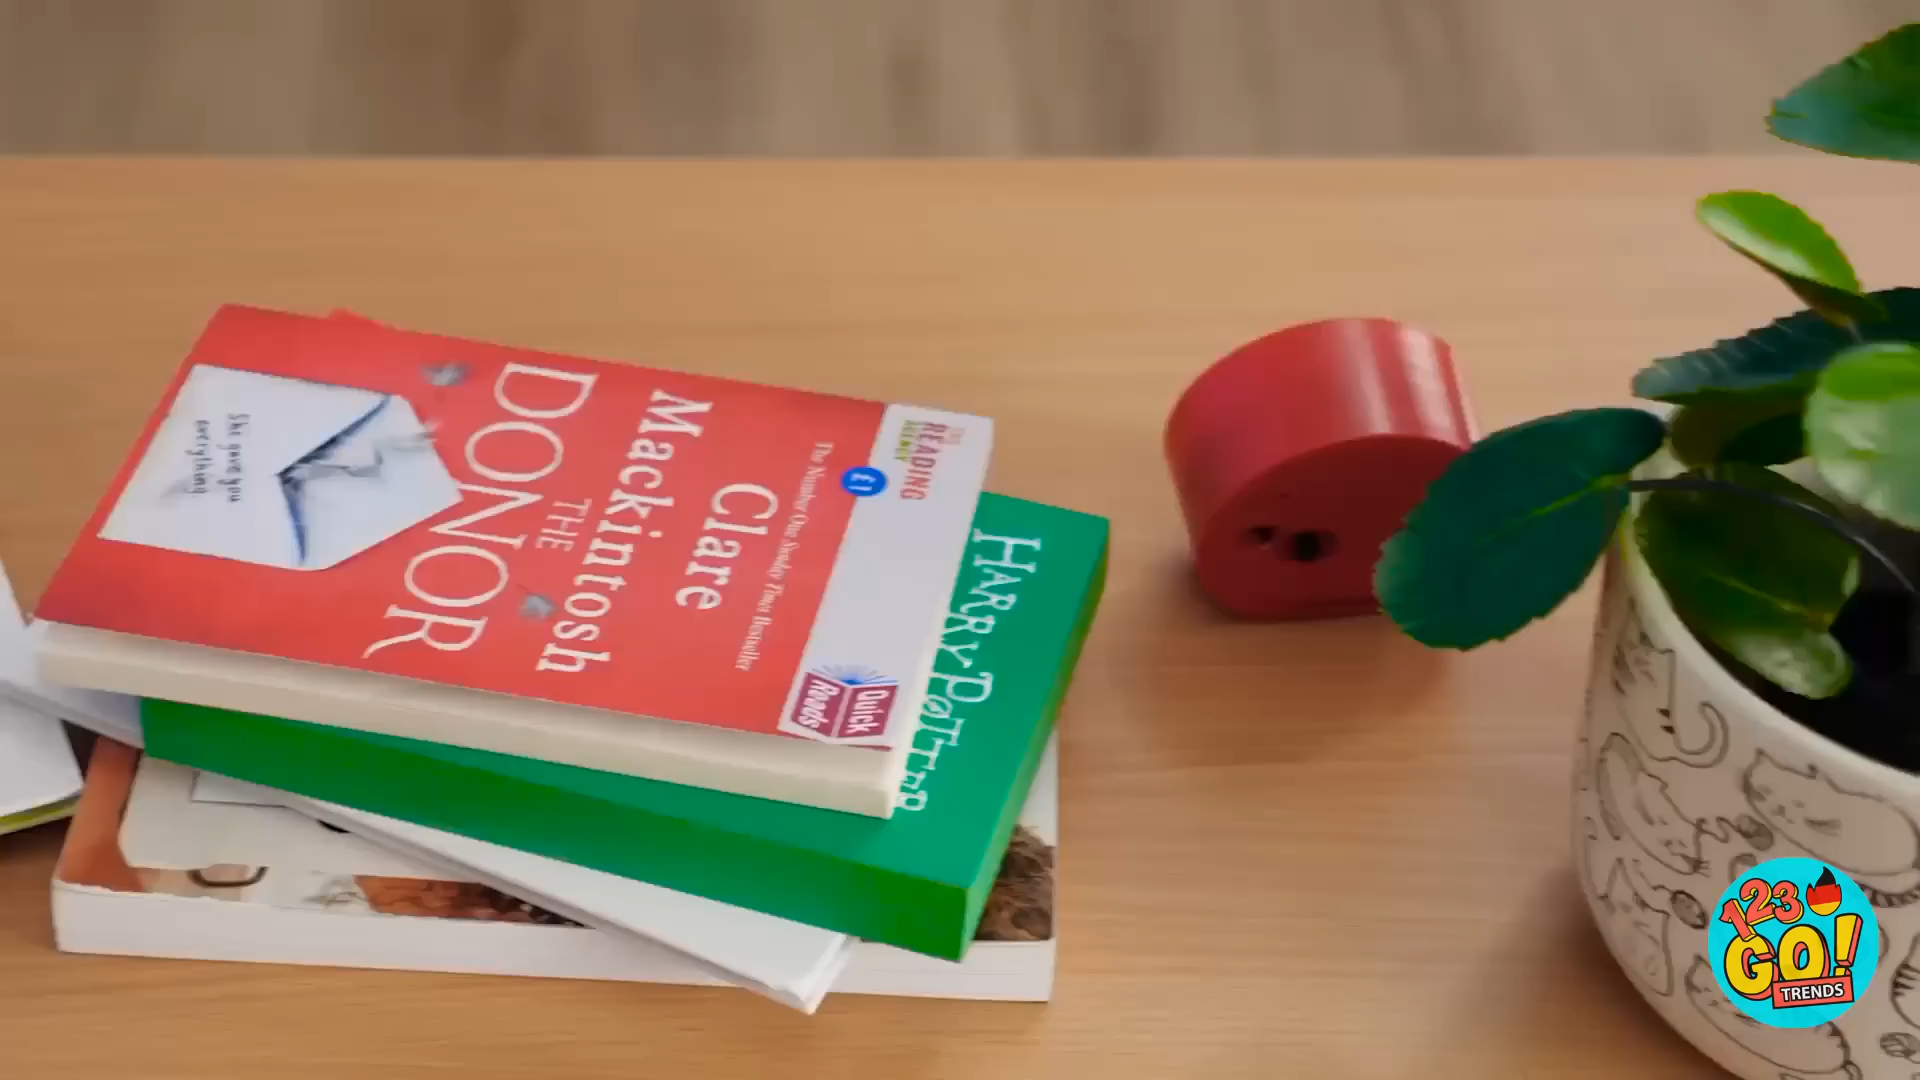 THE
READING
AGENCY
£1
The Number One Sunday Times Bestseller
Clare
Mackintosh
THE
DONOR
She gave you
everything
Quick
Reads
HARRY POTTER
123
GO!
TRENDS